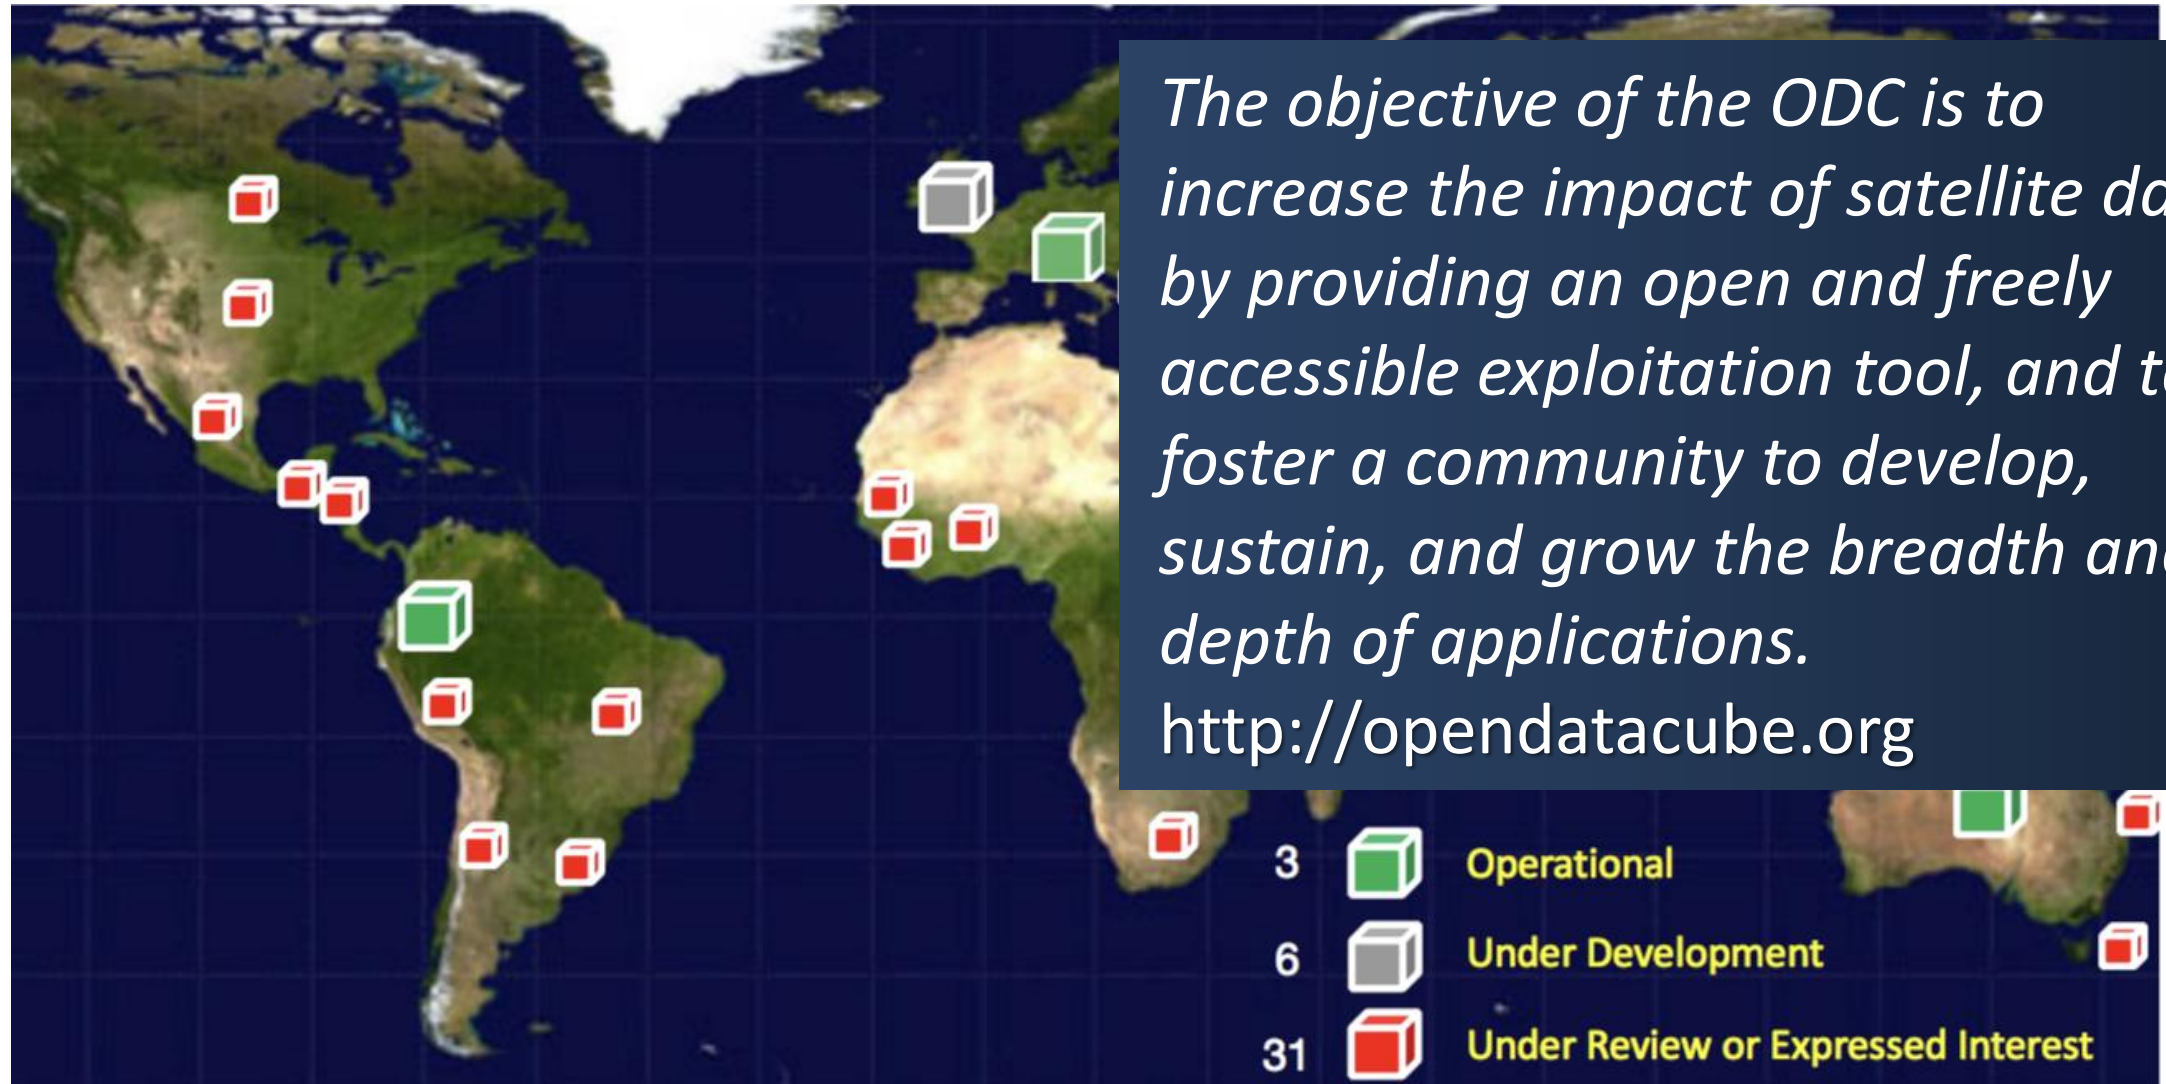 The objective of the ODC is to
increase the impact of satellite da
by providing an open and freely
accessible exploitation tool, and t
foster a community to develop,
sustain, and grow the breadth an
depth of applications.
http://opendatacube.org
3 Operational
6 Under Development
31 Under Review or Expressed Interest